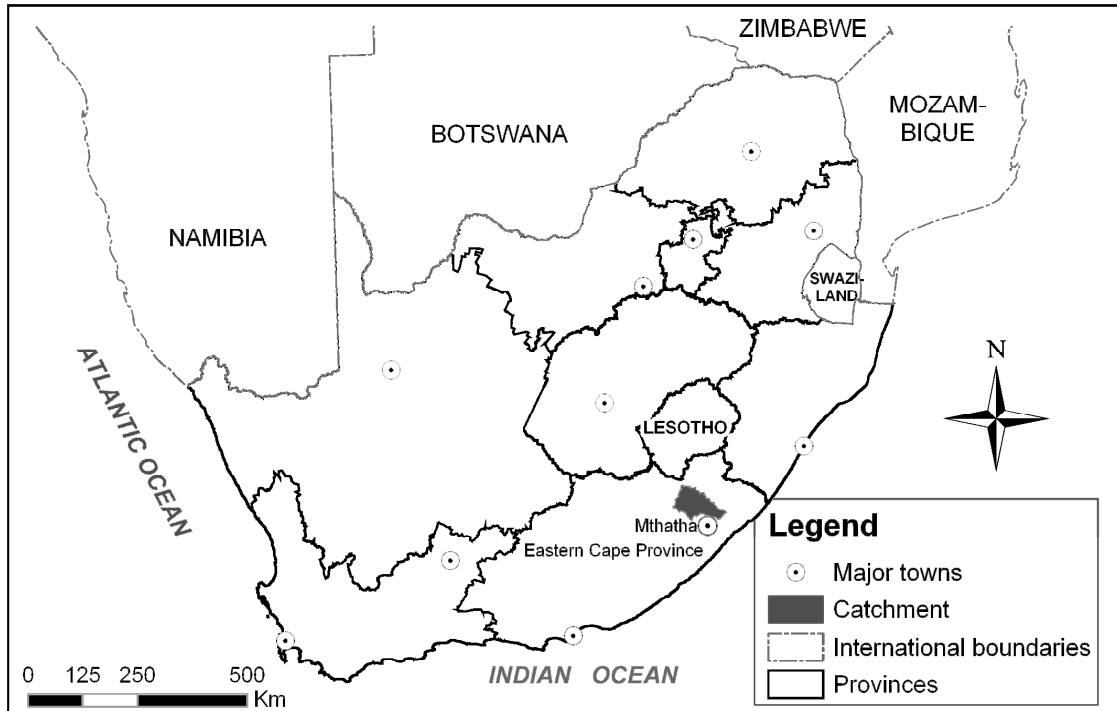 ZIMBABWE
MOZAM-
BIQUE
BOTSWANA
NAMIBIA
SWAZI-
LAND
ATLANTIC OCEAN
N
LESOTHO
Mthatha
Eastern Cape Province
INDIAN OCEAN
Legend
Major towns
Catchment
International boundaries
Provinces
0 125 250 500
Km